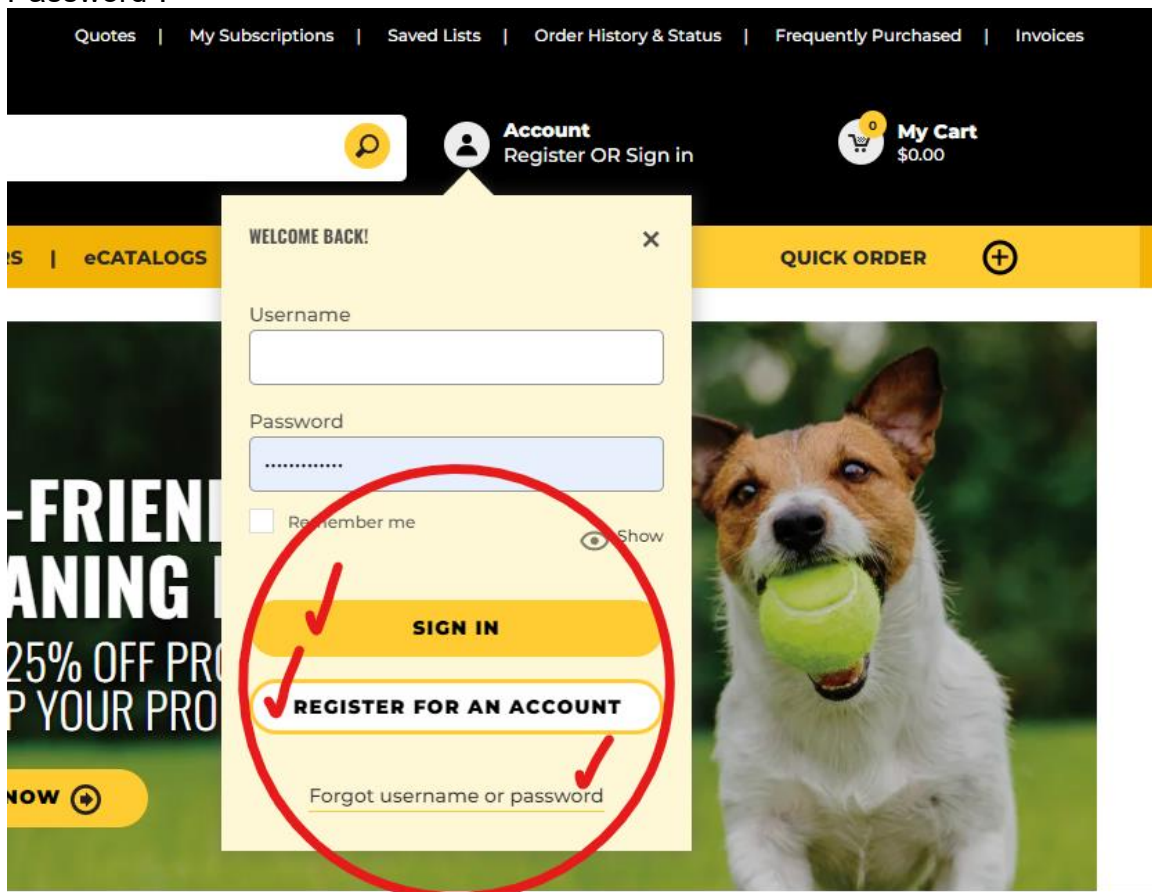 Quotes | My Subscriptions | Saved Lists | Order History & Status | Frequently Purchased | Invoices
Account
Register OR Sign in
0
My Cart
$0.00
WELCOME BACK!
| eCATALOGS
QUICK ORDER
Username
Password
.............
Remember me
Show
SIGN IN
REGISTER FOR AN ACCOUNT
Forgot username or password
25% OFF
YOUR
NOW